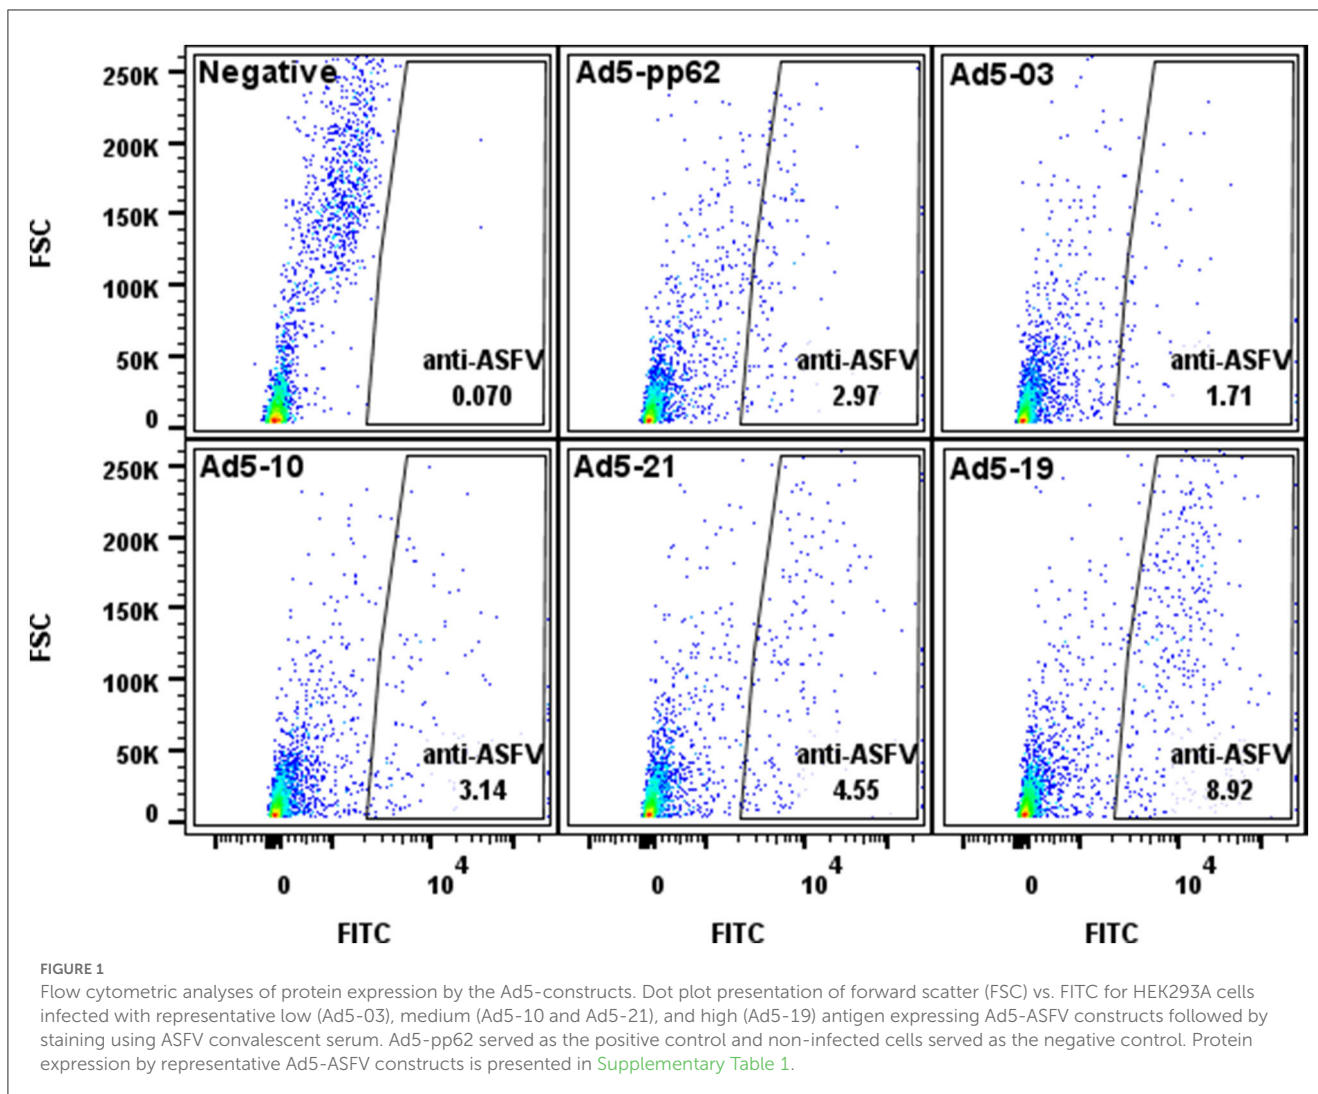 Negative
Ad5-pp62
Ad5-03
250K
200K
150K
100K
50K
0
FSC
anti-ASFV
0.070
anti-ASFV
2.97
anti-ASFV
1.71
Ad5-10
Ad5-21
Ad5-19
250K
200K
150K
100K
50K
0
FSC
anti-ASFV
3.14
anti-ASFV
4.55
anti-ASFV
8.92
0 10^4
0 10^4
0 10^4
FITC
FITC
FITC
FIGURE 1
Flow cytometric analyses of protein expression by the Ad5-constructs. Dot plot presentation of forward scatter (FSC) vs. FITC for HEK293A cells
infected with representative low (Ad5-03), medium (Ad5-10 and Ad5-21), and high (Ad5-19) antigen expressing Ad5-ASFV constructs followed by
staining using ASFV convalescent serum. Ad5-pp62 served as the positive control and non-infected cells served as the negative control. Protein
expression by representative Ad5-ASFV constructs is presented in Supplementary Table 1.